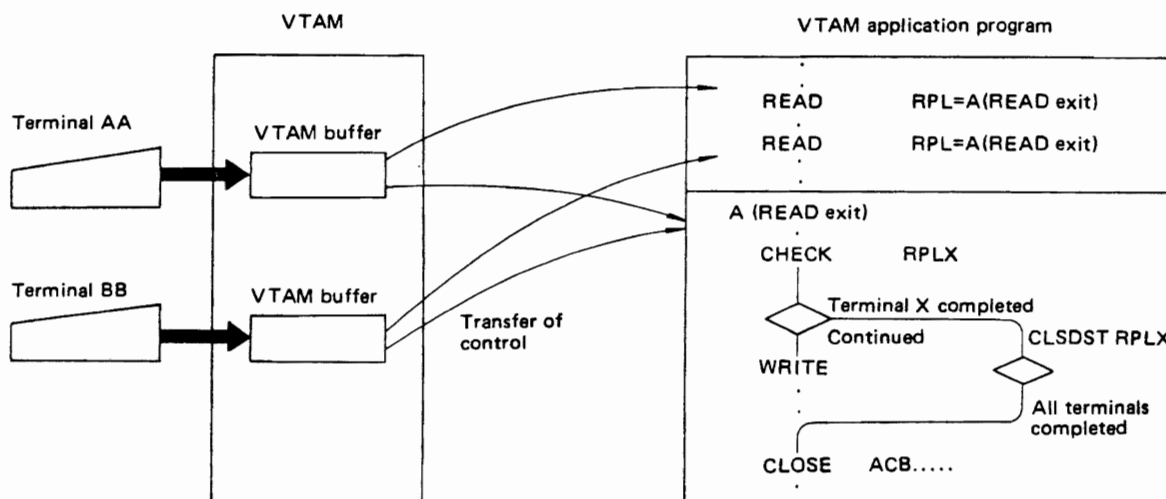 VTAM
VTAM application program
Terminal AA
VTAM buffer
READ RPL=A(READ exit)
READ RPL=A(READ exit)
Terminal BB
VTAM buffer
Transfer of
control
A (READ exit)
CHECK RPLX
Terminal X completed
Continued
CLSDST RPLX
WRITE
All terminals
completed
CLOSE ACB.....